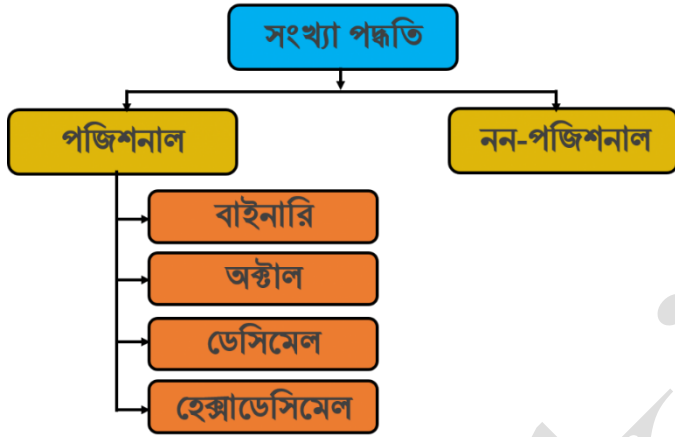 সংখ্যা পদ্ধতি
পজিশনাল
নন-পজিশনাল
বাইনারি
অক্টাল
ডেসিমেল
হেক্সাডেসিমেল